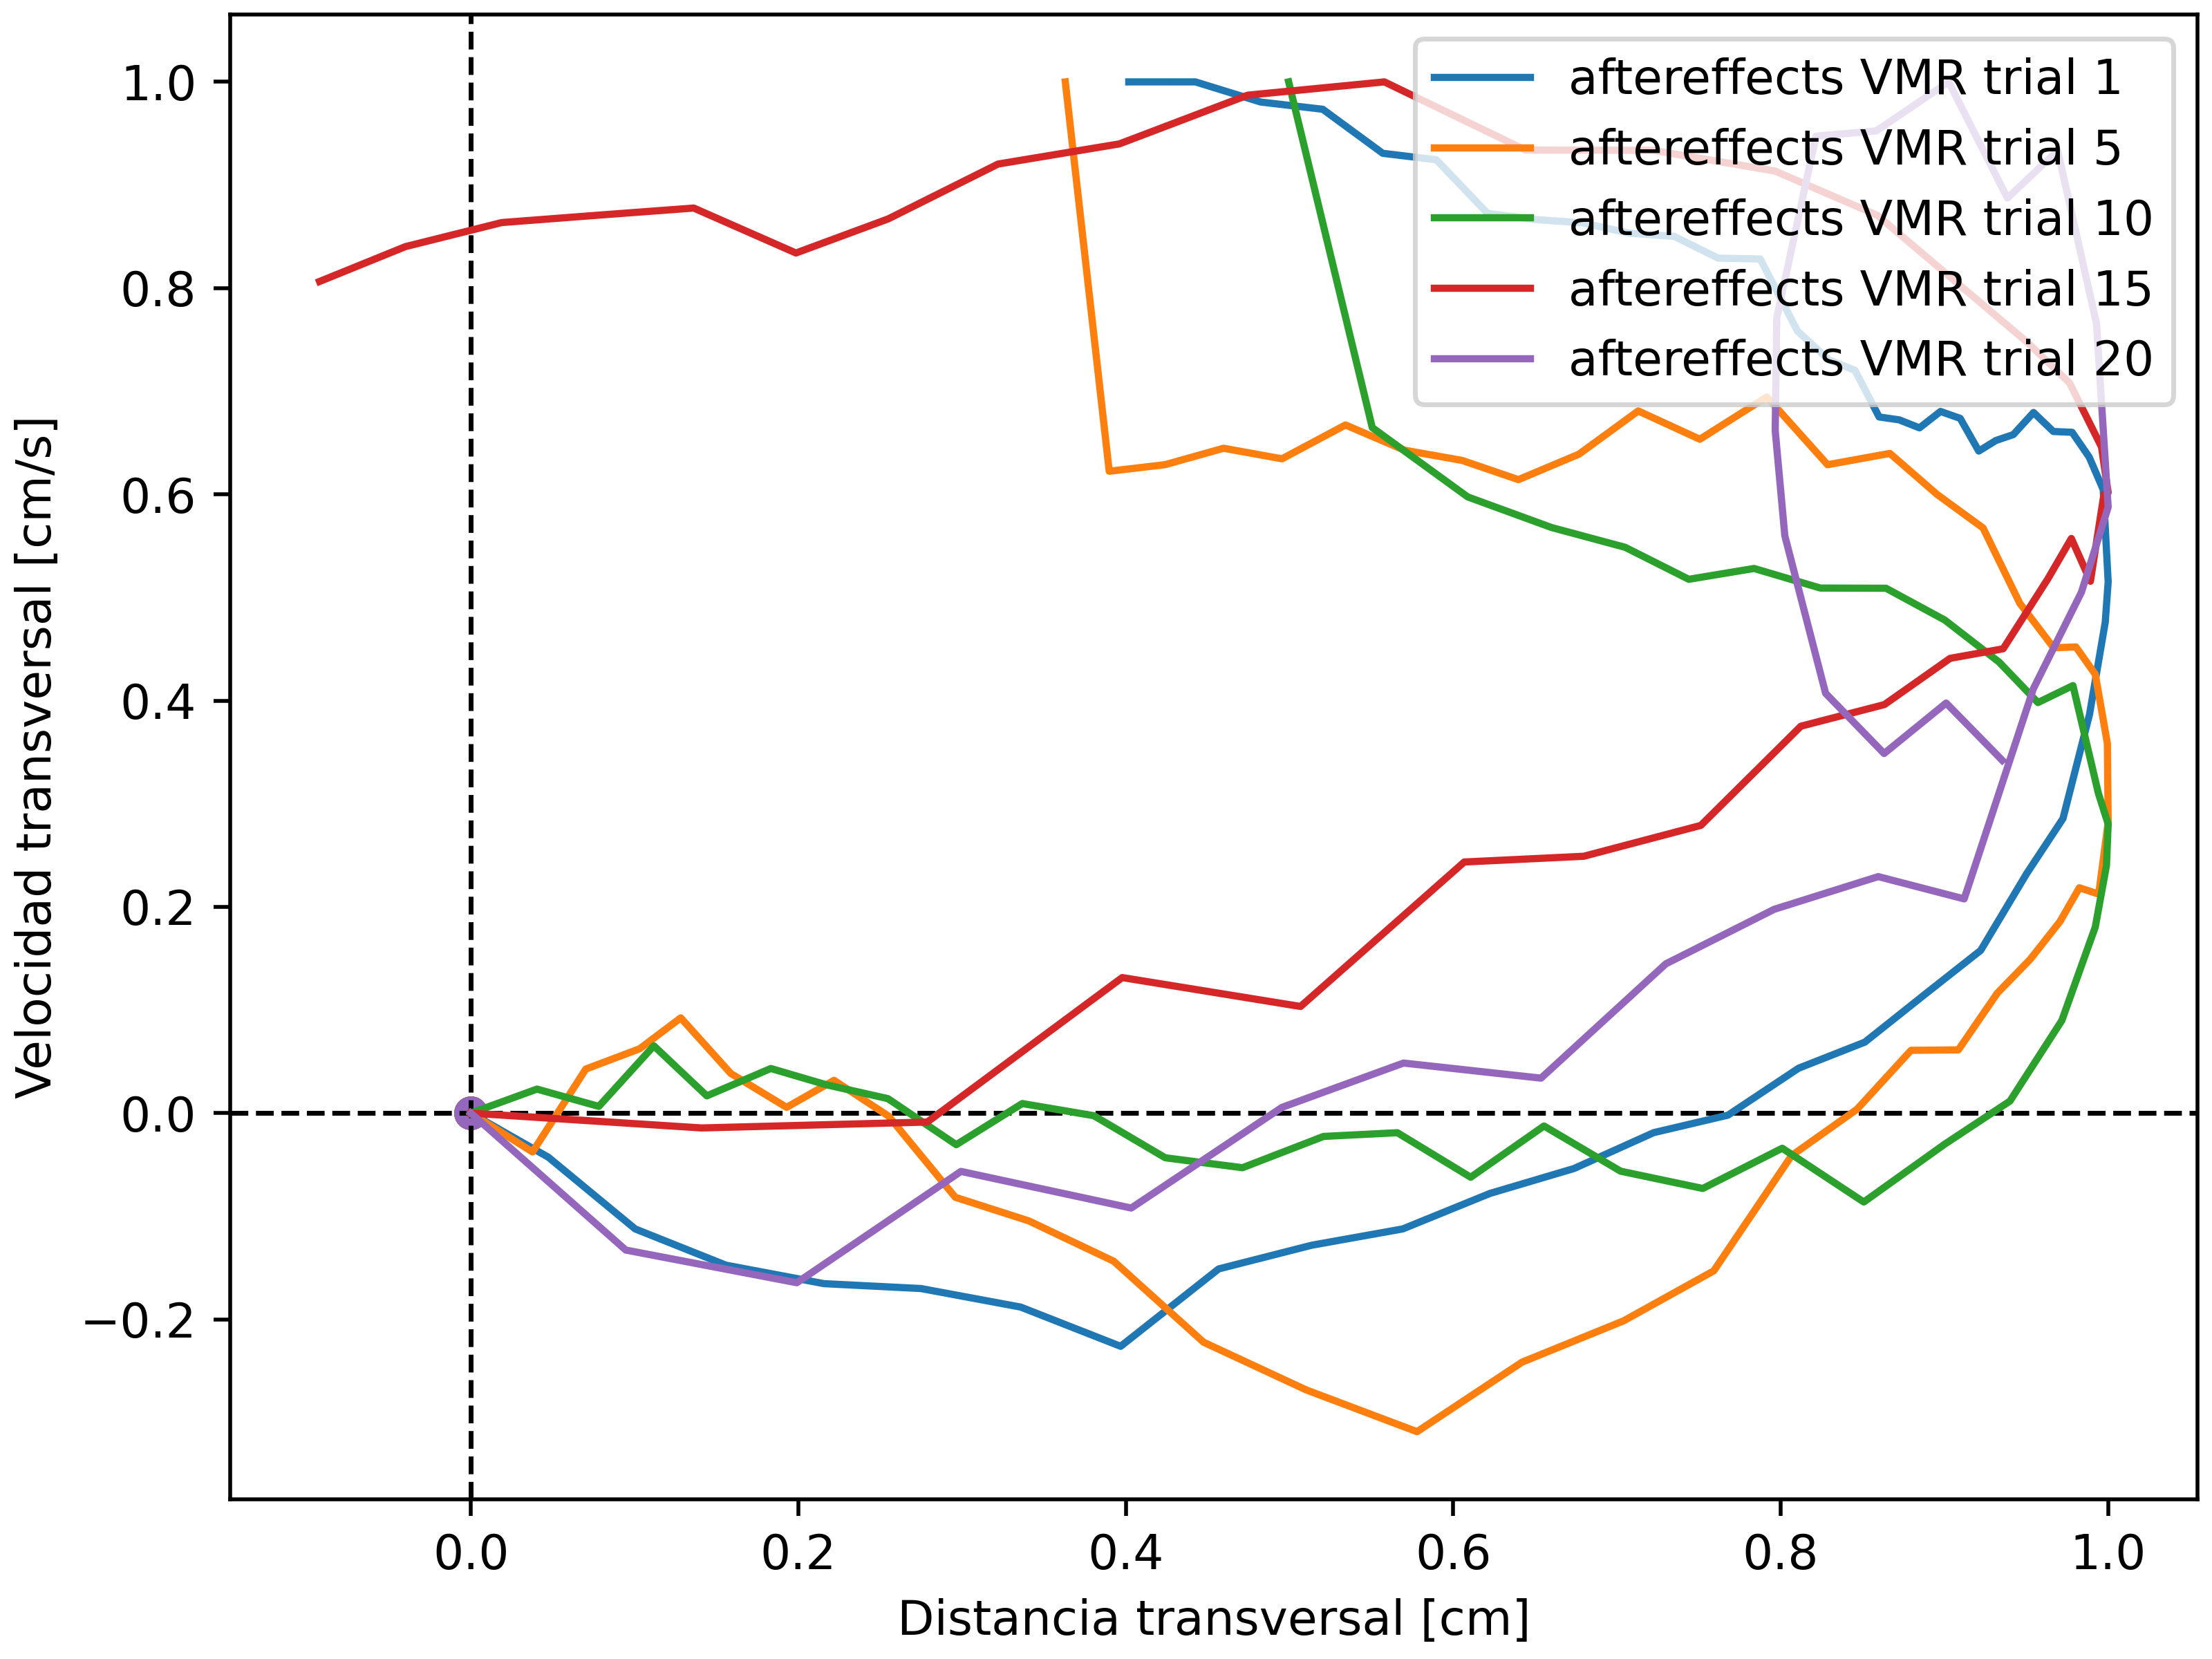 Velocidad transversal [cm/s]
1.0
0.8
0.6
0.4
0.2
0.0
−0.2
aftereffects VMR trial 1
aftereffects VMR trial 5
aftereffects VMR trial 10
aftereffects VMR trial 15
aftereffects VMR trial 20
0.0 0.2 0.4 0.6 0.8 1.0
Distancia transversal [cm]